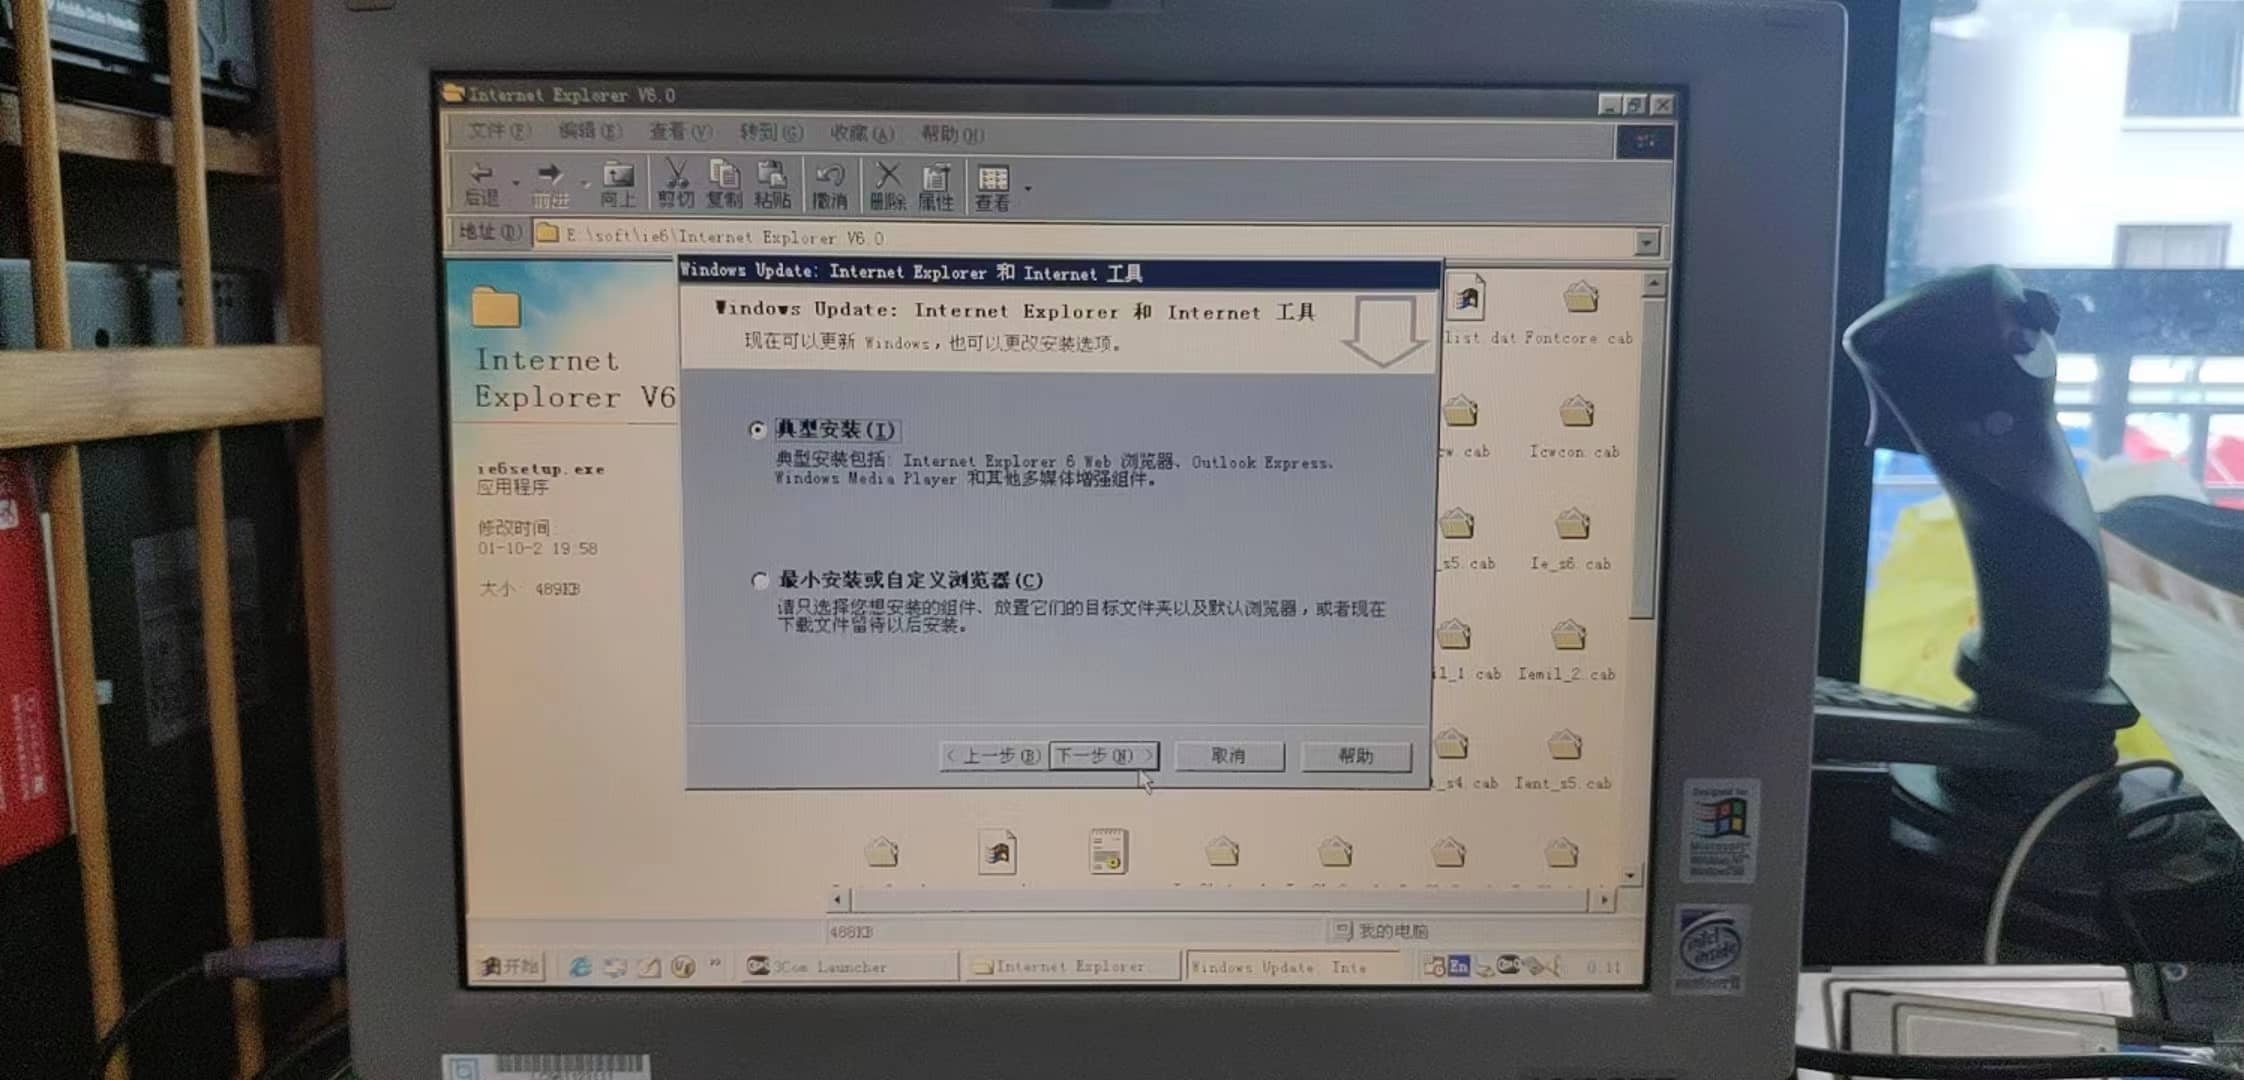 Internet Explorer V6.0
文件(F) 编辑(E) 查看(V) 转到(G) 收藏(A) 帮助(H)
后退 前进 向上 剪切 复制 粘贴 撤消 删除 属性 查看
地址(D) E:\soft\ie6\Internet Explorer V6.0
Windows Update: Internet Explorer 和 Internet 工具
Windows Update: Internet Explorer 和 Internet 工具
现在可以更新 Windows，也可以更改安装选项。
Internet
Explorer V6
ie6setup.exe
应用程序
修改时间:
01-10-2 19:58
大小: 489KB
典型安装(I)
典型安装包括: Internet Explorer 6 Web 浏览器、Outlook Express、
Windows Media Player 和其他多媒体增强组件。
最小安装或自定义浏览器(C)
请只选择您想安装的组件、放置它们的目标文件夹以及默认浏览器，或者现在
下载文件留待以后安装。
<上一步(B) 下一步(N)> 取消 帮助
list.dat Fontcore.cab
cw.cab Icwcon.cab
_s5.cab Ie_s6.cab
il_1.cab Iemil_2.cab
_s4.cab Ient_s5.cab
488KB 我的电脑
开始 3Com Launcher Internet Explorer Windows Update: Inte En 0:11
Designed for
Microsoft
intel
inside